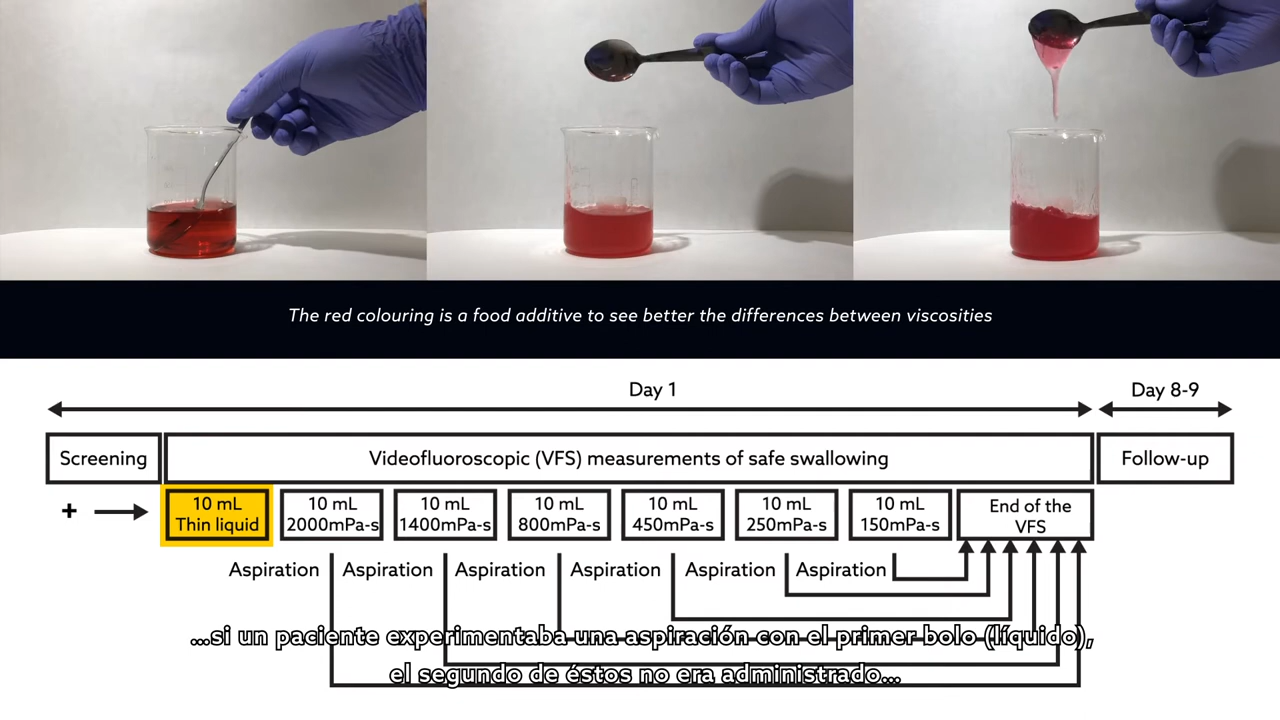 The red colouring is a food additive to see better the differences between viscosities
Day 1
Day 8-9
Screening
Videofluoroscopic (VFS) measurements of safe swallowing
Follow-up
+
10 mL
Thin liquid
10 mL
2000mPa-s
10 mL
1400mPa-s
10 mL
800mPa-s
10 mL
450mPa-s
10 mL
250mPa-s
10 mL
150mPa-s
End of the
VFS
Aspiration
Aspiration
Aspiration
Aspiration
Aspiration
Aspiration
...si un paciente experimentaba una aspiración con el primer bolo (líquido),
el segundo de éstos no era administrado...